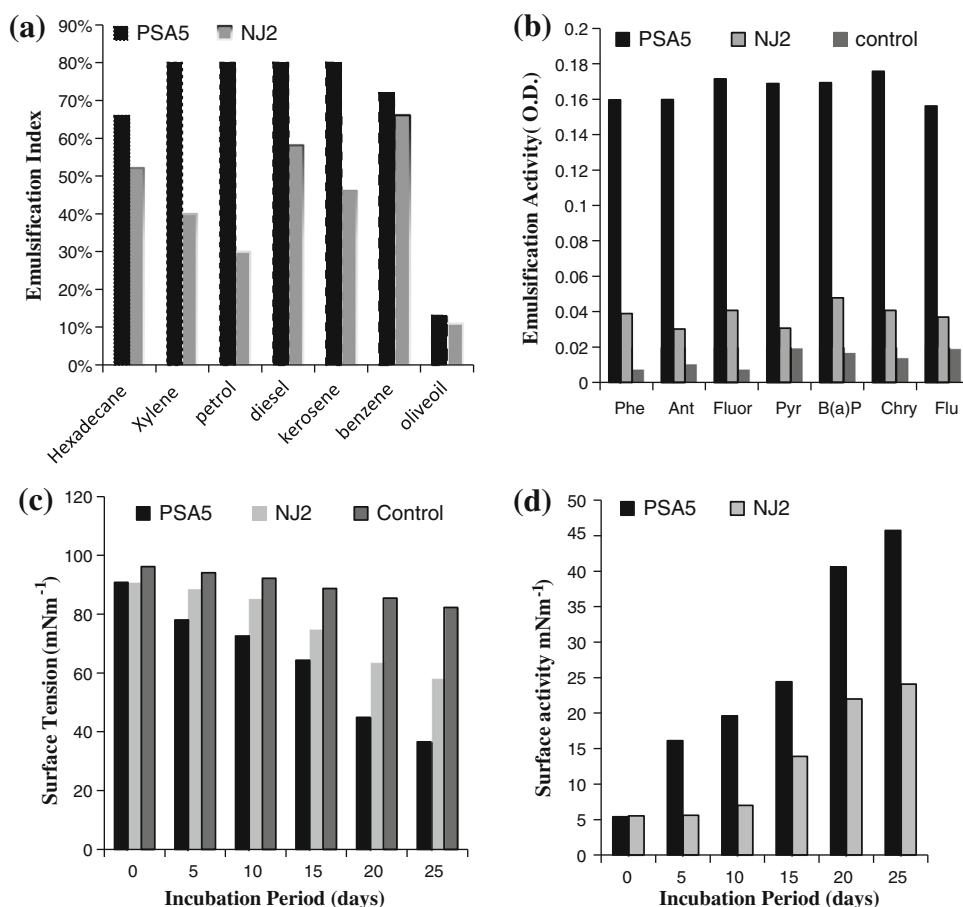 (a)
PSA5 NJ2
90%
80%
70%
60%
50%
40%
30%
20%
10%
0%
Emulsification Index
Hexadecane Xylene petrol diesel kerosene benzene oliveoil
(b)
PSA5 NJ2 control
0.2
0.18
0.16
0.14
0.12
0.1
0.08
0.06
0.04
0.02
0
Emulsification Activity( O.D.)
Phe Ant Fluor Pyr B(a)P Chry Flu
(c)
PSA5 NJ2 Control
120
100
80
60
40
20
0
Surface Tension(mNm-1)
0 5 10 15 20 25
Incubation Period (days)
(d)
PSA5 NJ2
50
45
40
35
30
25
20
15
10
5
0
Surface activity mNm-1
0 5 10 15 20 25
Incubation Period (days)